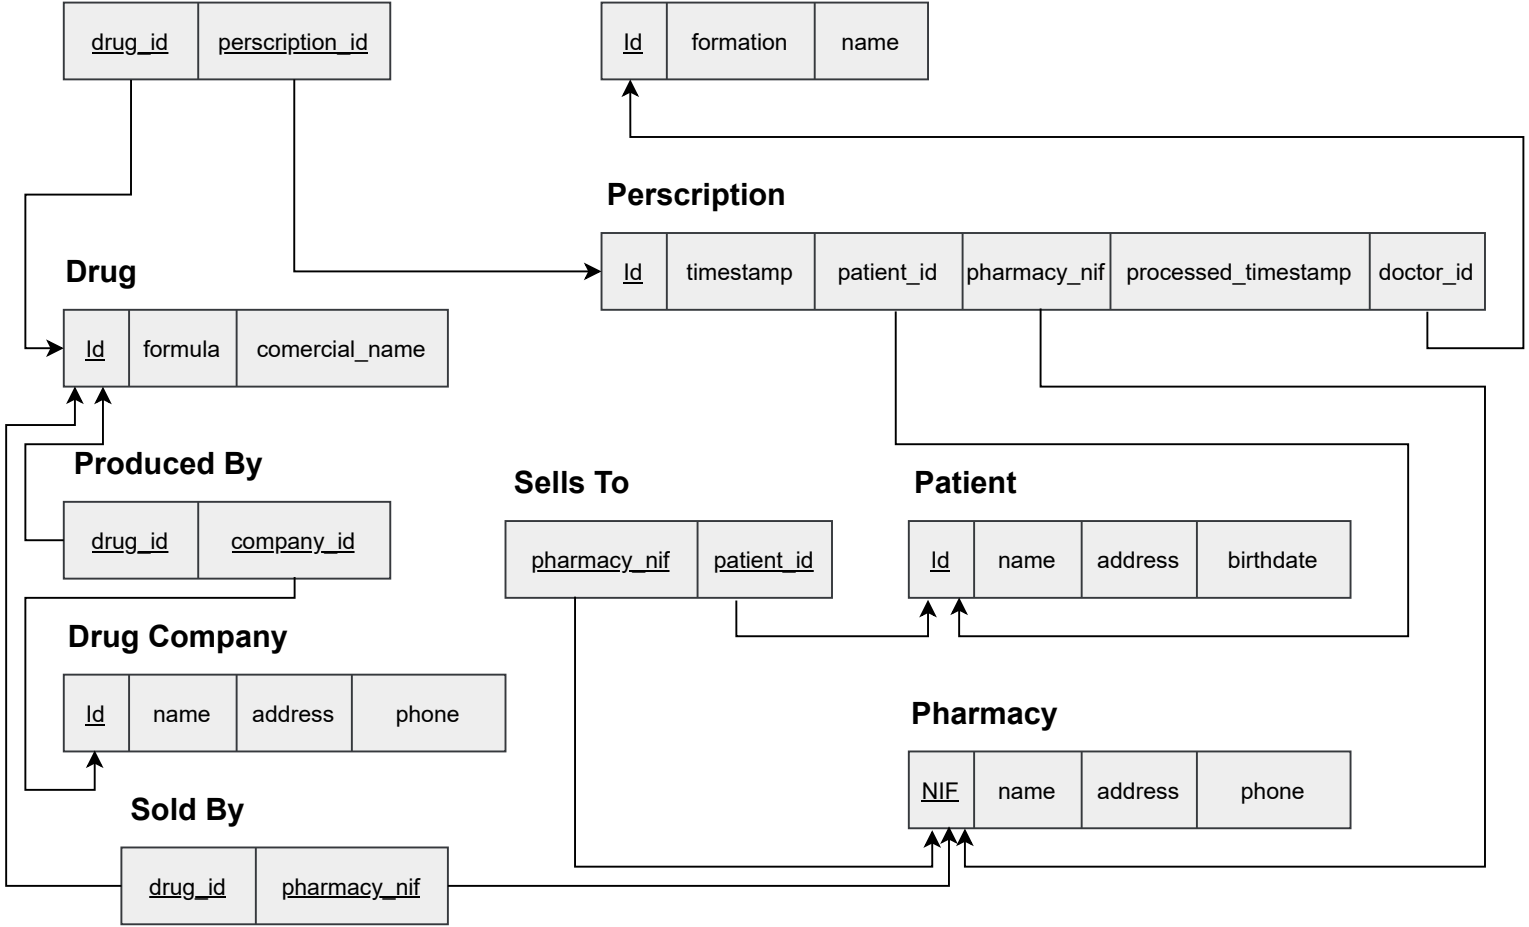 drug_id perscription_id
Id formation name
Perscription
Id timestamp patient_id pharmacy_nif processed_timestamp doctor_id
Drug
Id formula comercial_name
Produced By
drug_id company_id
Sells To
pharmacy_nif patient_id
Patient
Id name address birthdate
Drug Company
Id name address phone
Pharmacy
NIF name address phone
Sold By
drug_id pharmacy_nif